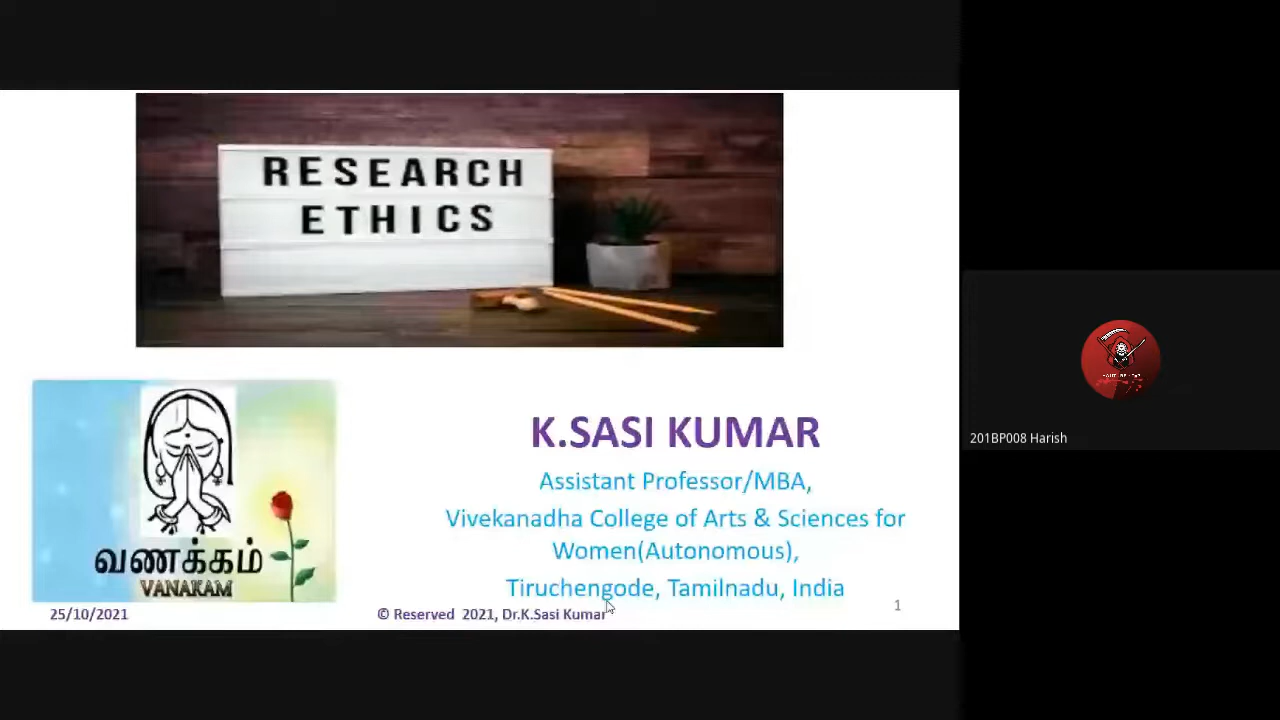 RESEARCH
ETHICS
K.SASI KUMAR
Assistant Professor/MBA,
Vivekanadha College of Arts & Sciences for
Women(Autonomous),
Tiruchengode, Tamilnadu, India
வணக்கம்
VANAKAM
25/10/2021
© Reserved 2021, Dr.K.Sasi Kumar
1
201BP008 Harish